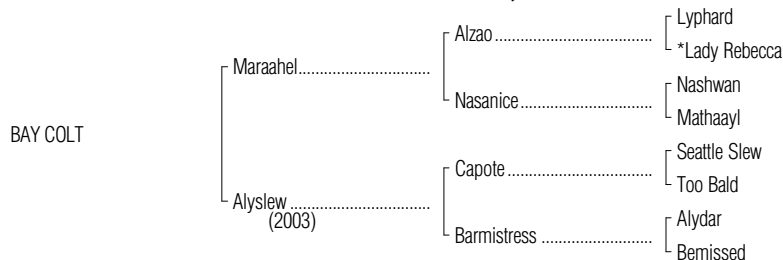 Lyphard
Alzao
*Lady Rebecca
Maraahel
Nashwan
Nasanice
Mathaayl
BAY COLT
Seattle Slew
Capote
Too Bald
Alyslew
(2003)
Alydar
Barmistress
Bemissed